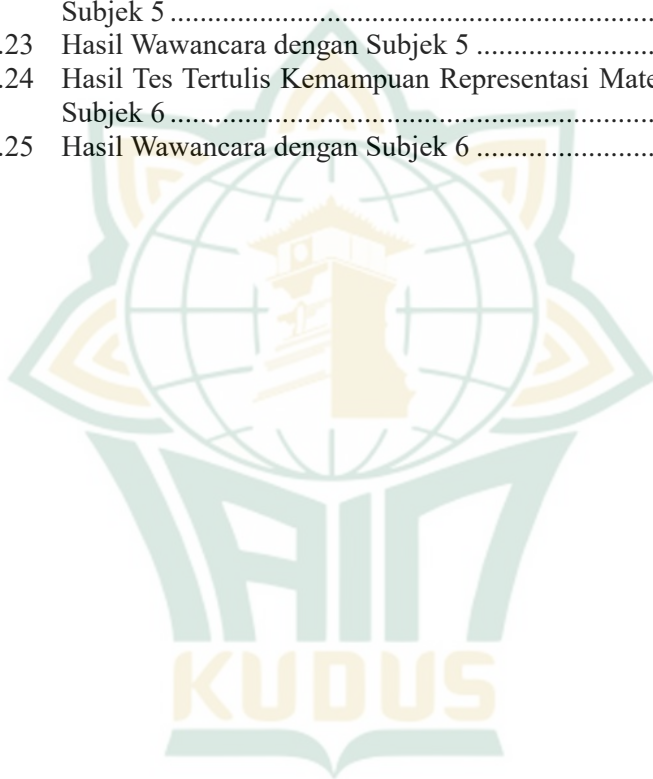 Subjek 5 ........................................................................
.23 Hasil Wawancara dengan Subjek 5 ..........................
.24 Hasil Tes Tertulis Kemampuan Representasi Mate
Subjek 6 ........................................................................
.25 Hasil Wawancara dengan Subjek 6 ..........................
IAIN
KUDUS